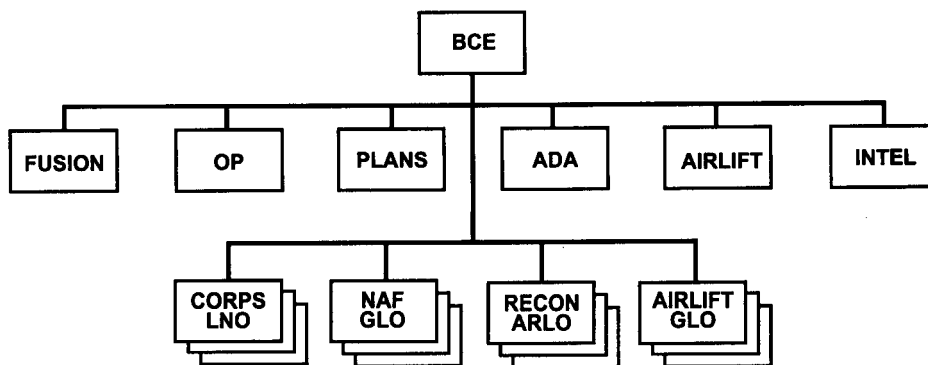 BCE
FUSION
OP
PLANS
ADA
AIRLIFT
INTEL
CORPS
LNO
NAF
GLO
RECON
ARLO
AIRLIFT
GLO